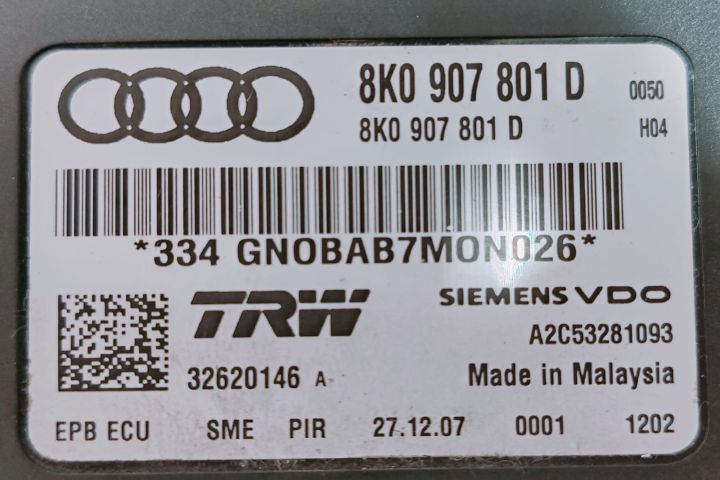 8K0 907 801 D 0050
8K0 907 801 D H04
*334 GN0BAB7M0N026*
TRW SIEMENS VDO
A2C53281093
32620146 A Made in Malaysia
EPB ECU SME PIR 27.12.07 0001 1202